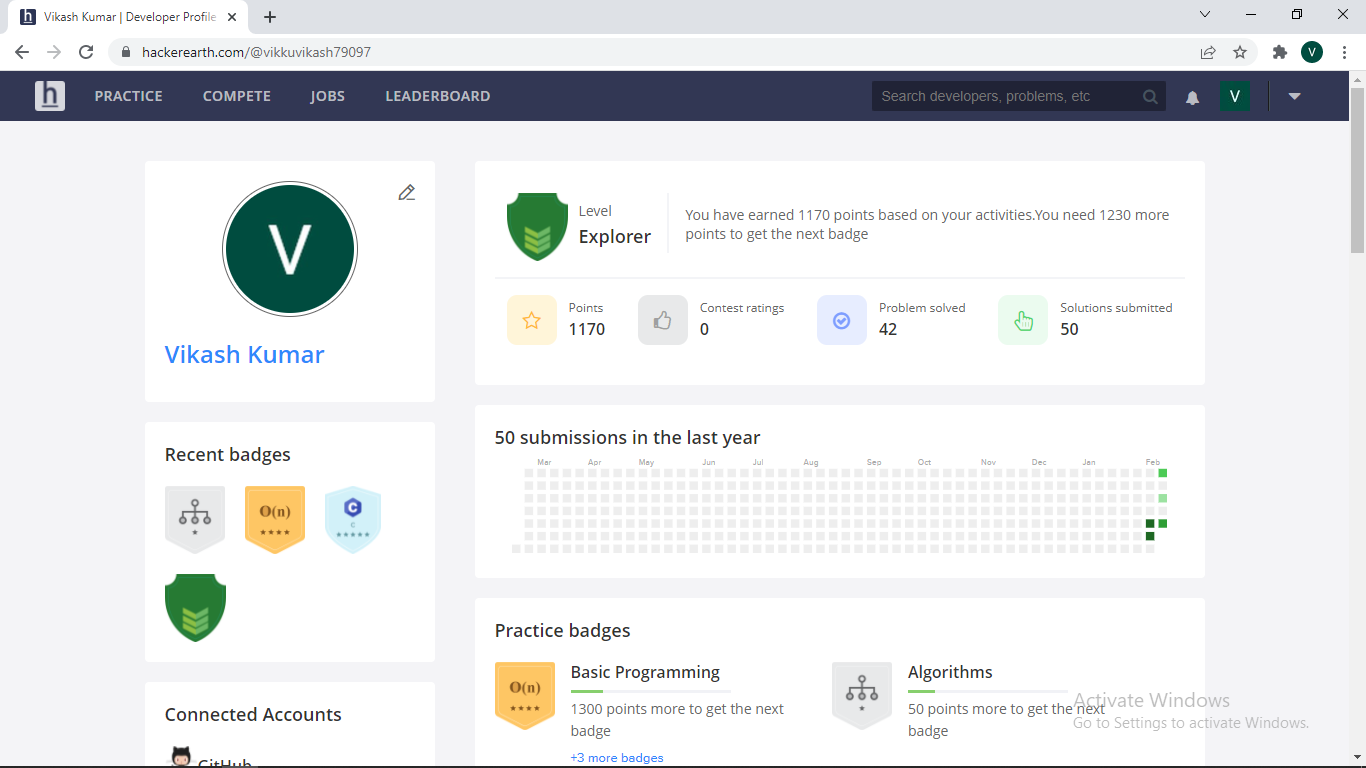 Vikash Kumar | Developer Profile
hackerearth.com/@vikkuvikash79097
V
h
PRACTICE COMPETE JOBS LEADERBOARD
Search developers, problems, etc
V
V
Vikash Kumar
Level
Explorer
You have earned 1170 points based on your activities.You need 1230 more
points to get the next badge
Points
1170
Contest ratings
0
Problem solved
42
Solutions submitted
50
Recent badges
O(n)
C
C
50 submissions in the last year
Mar Apr May Jun Jul Aug Sep Oct Nov Dec Jan Feb
Practice badges
O(n)
Basic Programming
1300 points more to get the next
badge
+3 more badges
Algorithms
50 points more to get the next
badge
Connected Accounts
GitHub
Activate Windows
Go to Settings to activate Windows.